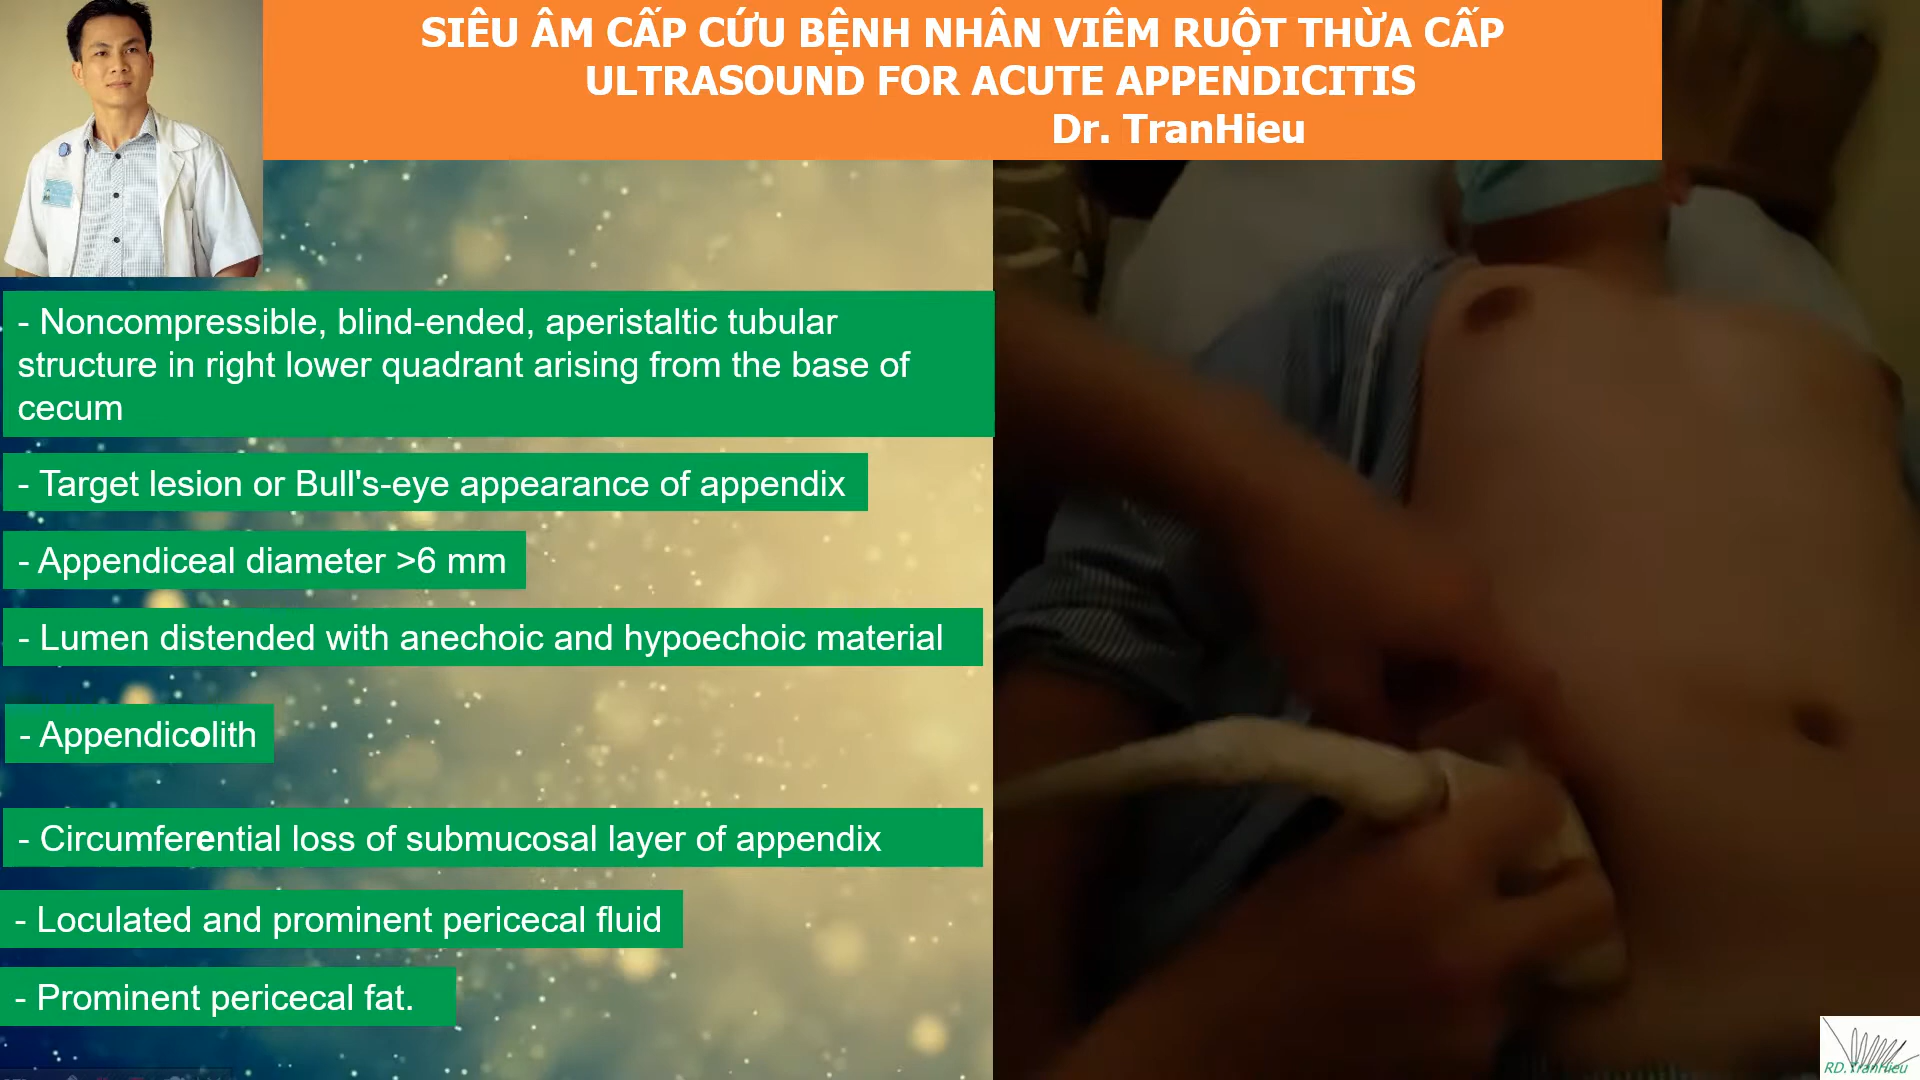 SIÊU ÂM CẤP CỨU BỆNH NHÂN VIÊM RUỘT THỪA CẤP
ULTRASOUND FOR ACUTE APPENDICITIS
Dr. TranHieu
- Noncompressible, blind-ended, aperistaltic tubular
structure in right lower quadrant arising from the base of
cecum
- Target lesion or Bull's-eye appearance of appendix
- Appendiceal diameter >6 mm
- Lumen distended with anechoic and hypoechoic material
- Appendicolith
- Circumferential loss of submucosal layer of appendix
- Loculated and prominent pericecal fluid
- Prominent pericecal fat.
RD.TranHieu